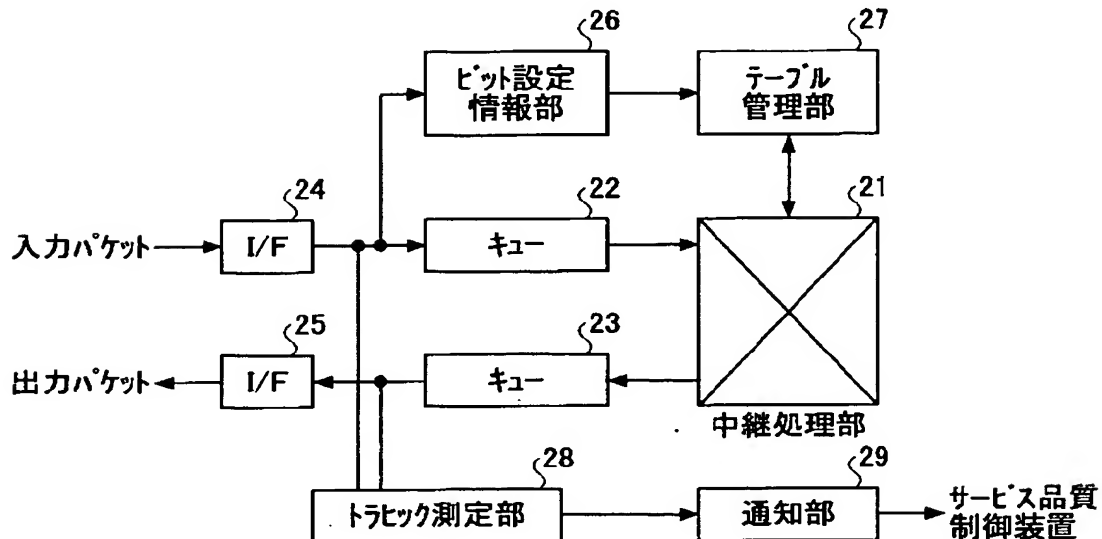 26
ビット設定
情報部
27
テーブル
管理部
24
22
21
入力パケット
I/F
キュー
25
23
出力パケット
I/F
キュー
中継処理部
28
29
トラヒック測定部
通知部
サービス品質
制御装置